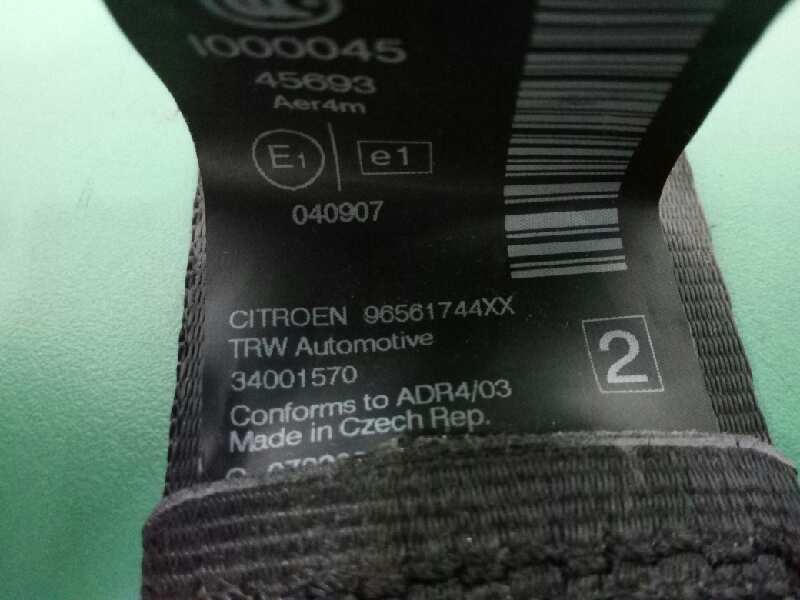 I000045
45693
Aer4m
E1 e1
040907
CITROEN 96561744XX
TRW Automotive
34001570
2
Conforms to ADR4/03
Made in Czech Rep.